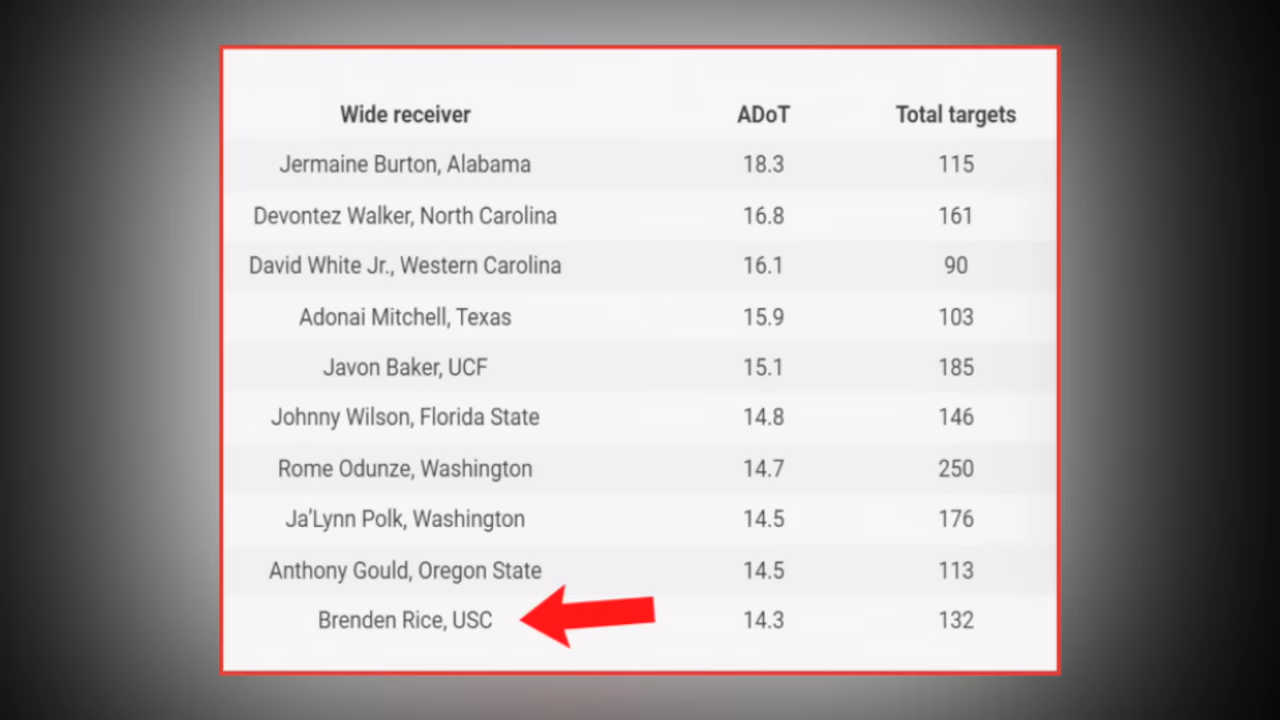 Wide receiver ADoT Total targets
Jermaine Burton, Alabama 18.3 115
Devontez Walker, North Carolina 16.8 161
David White Jr., Western Carolina 16.1 90
Adonai Mitchell, Texas 15.9 103
Javon Baker, UCF 15.1 185
Johnny Wilson, Florida State 14.8 146
Rome Odunze, Washington 14.7 250
Ja’Lynn Polk, Washington 14.5 176
Anthony Gould, Oregon State 14.5 113
Brenden Rice, USC 14.3 132